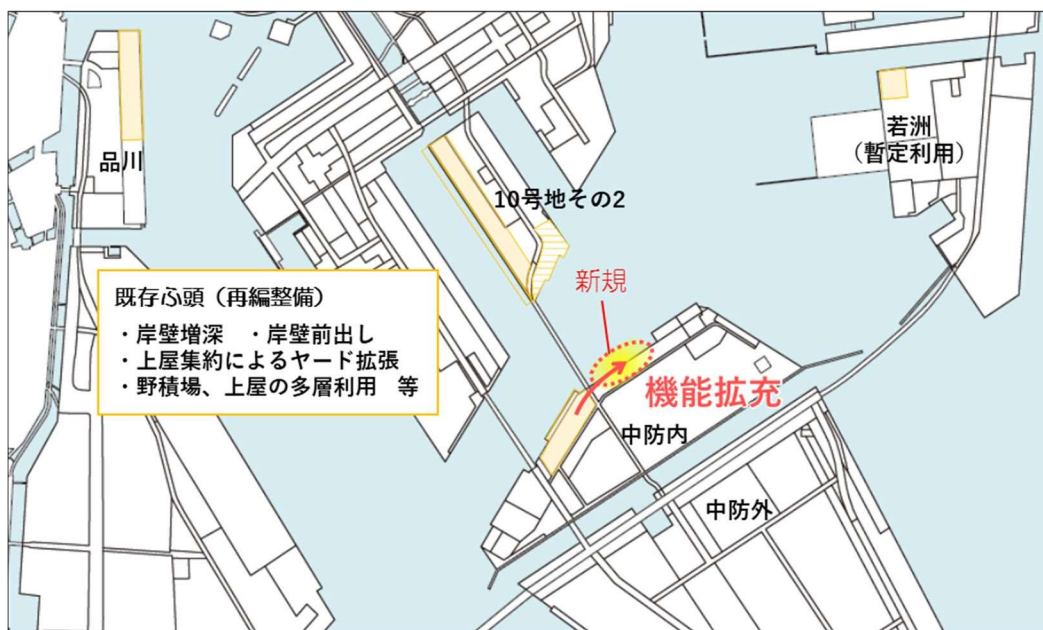 品川
10号地その2
若洲
（暫定利用）
既存ふ頭（再編整備）
・岸壁増深　・岸壁前出し
・上屋集約によるヤード拡張
・野積場、上屋の多層利用　等
新規
機能拡充
中防内
中防外